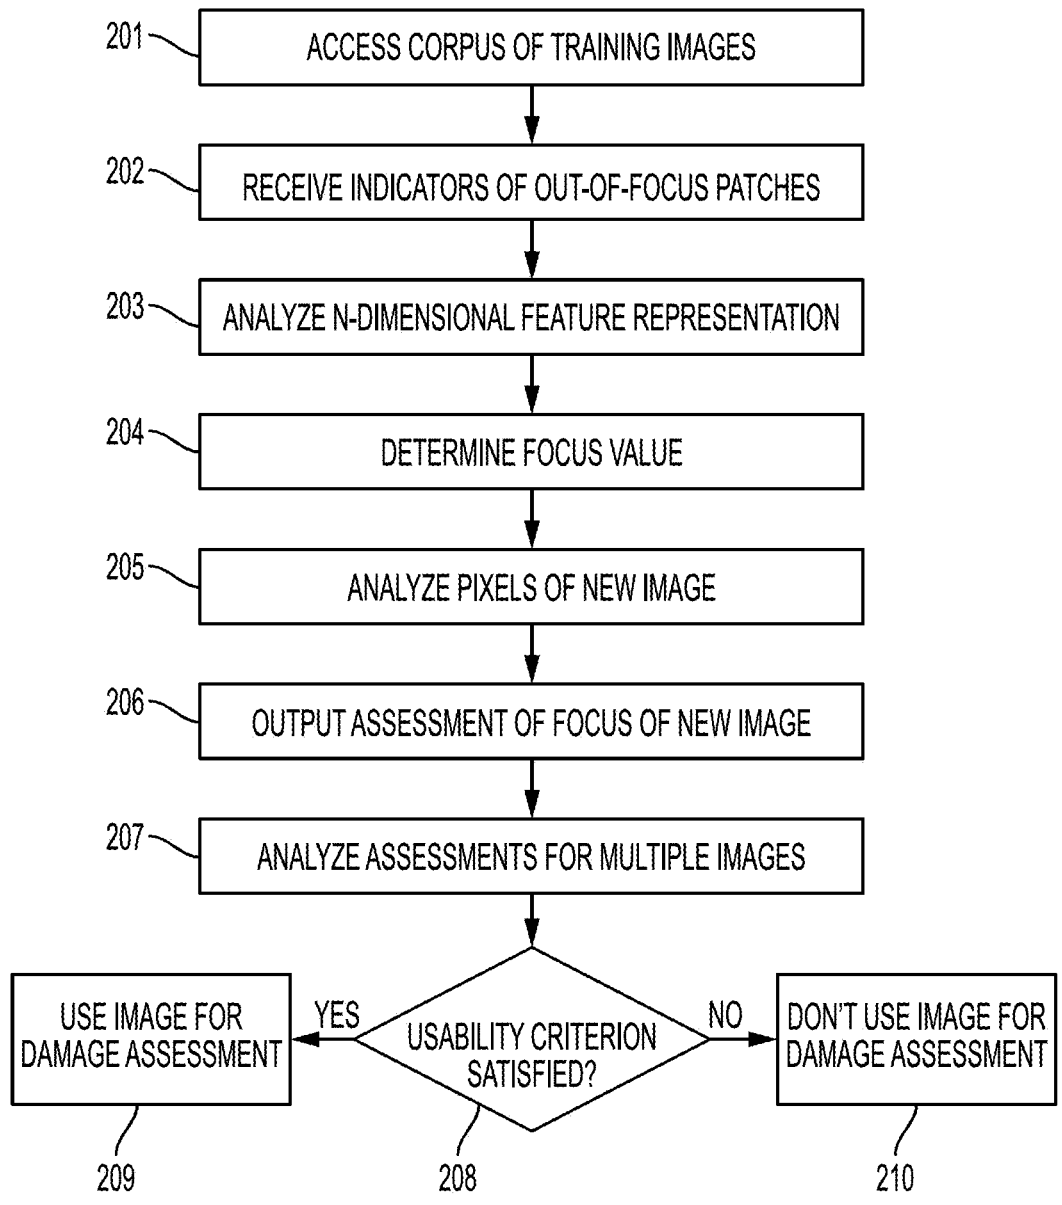 201
ACCESS CORPUS OF TRAINING IMAGES
202
RECEIVE INDICATORS OF OUT-OF-FOCUS PATCHES
203
ANALYZE N-DIMENSIONAL FEATURE REPRESENTATION
204
DETERMINE FOCUS VALUE
205
ANALYZE PIXELS OF NEW IMAGE
206
OUTPUT ASSESSMENT OF FOCUS OF NEW IMAGE
207
ANALYZE ASSESSMENTS FOR MULTIPLE IMAGES
USE IMAGE FOR
DAMAGE ASSESSMENT
YES
USABILITY CRITERION
SATISFIED?
NO
DON'T USE IMAGE FOR
DAMAGE ASSESSMENT
209
208
210